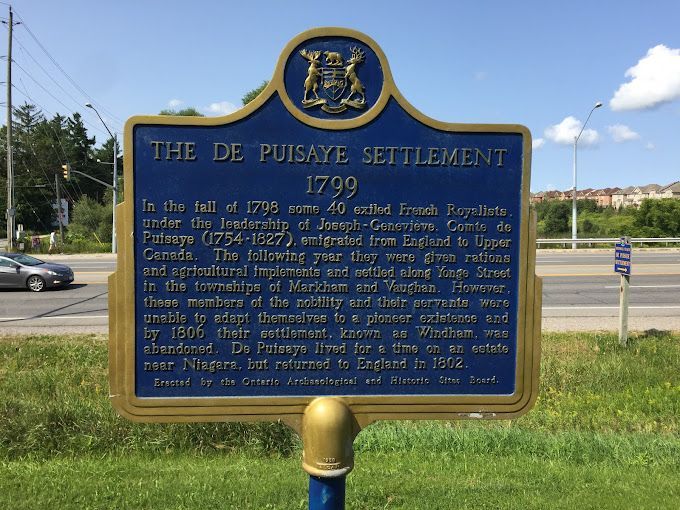 THE DE PUISAYE SETTLEMENT
1799
In the fall of 1798 some 40 exiled French Royalists,
under the leadership of Joseph-Geneviève, Comte de
Puisaye (1754-1827), emigrated from England to Upper
Canada. The following year they were given rations
and agricultural implements and settled along Yonge Street
in the townships of Markham and Vaughan. However,
these members of the nobility and their servants were
unable to adapt themselves to a pioneer existence and
by 1806 their settlement, known as Windham, was
abandoned. De Puisaye lived for a time on an estate
near Niagara, but returned to England in 1802.
Erected by the Ontario Archaeological and Historic Sites Board.